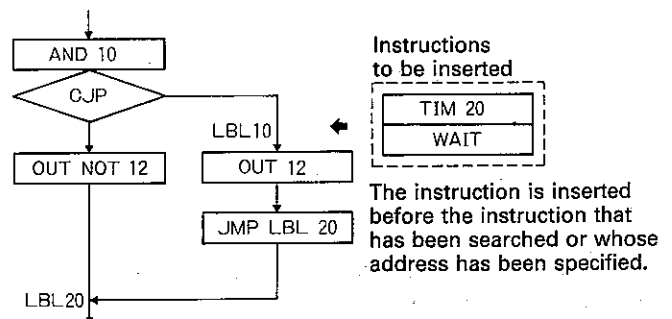 AND 10
CJP
LBL10
OUT NOT 12
OUT 12
JMP LBL 20
LBL20
Instructions
to be inserted
TIM 20
WAIT
The instruction is inserted
before the instruction that
has been searched or whose
address has been specified.